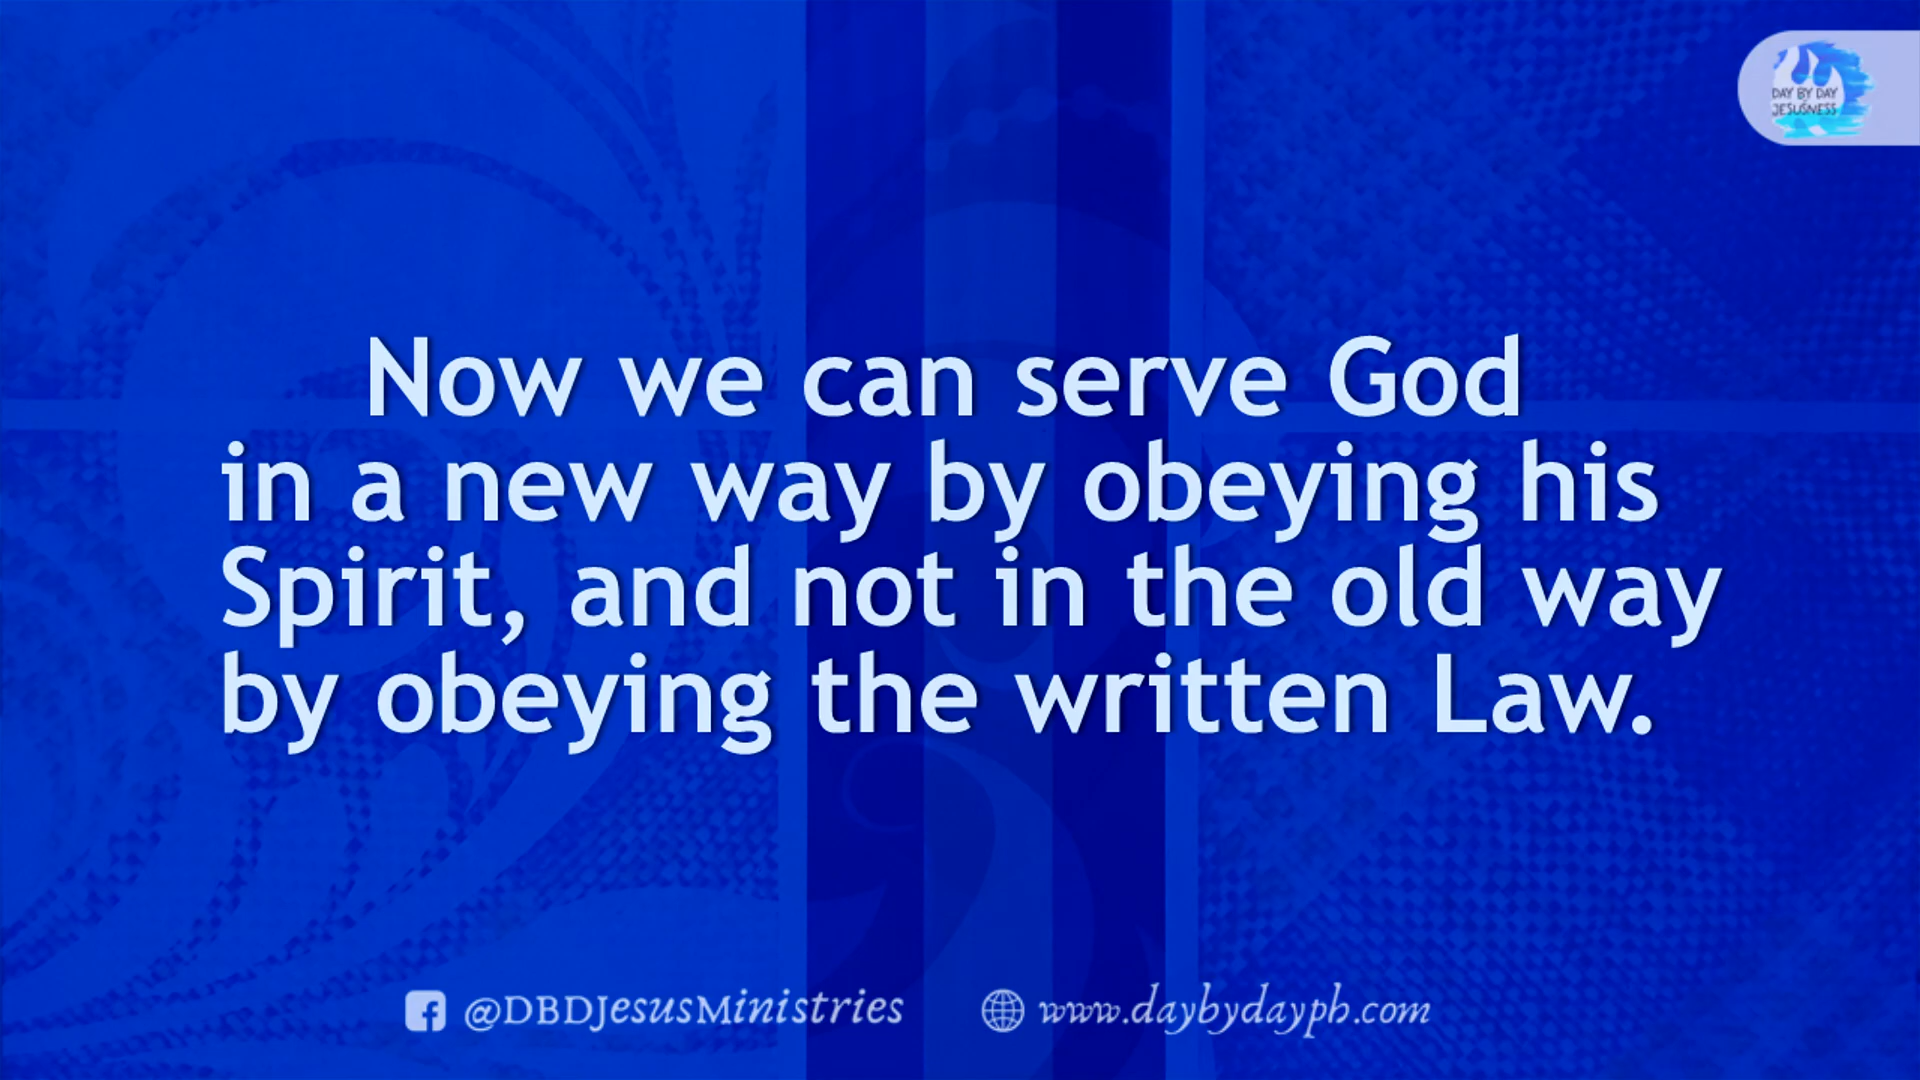 DAY BY DAY
JESUSNESS
Now we can serve God
in a new way by obeying his
Spirit, and not in the old way
by obeying the written Law.
@DBDJesusMinistries
www.daybydayph.com